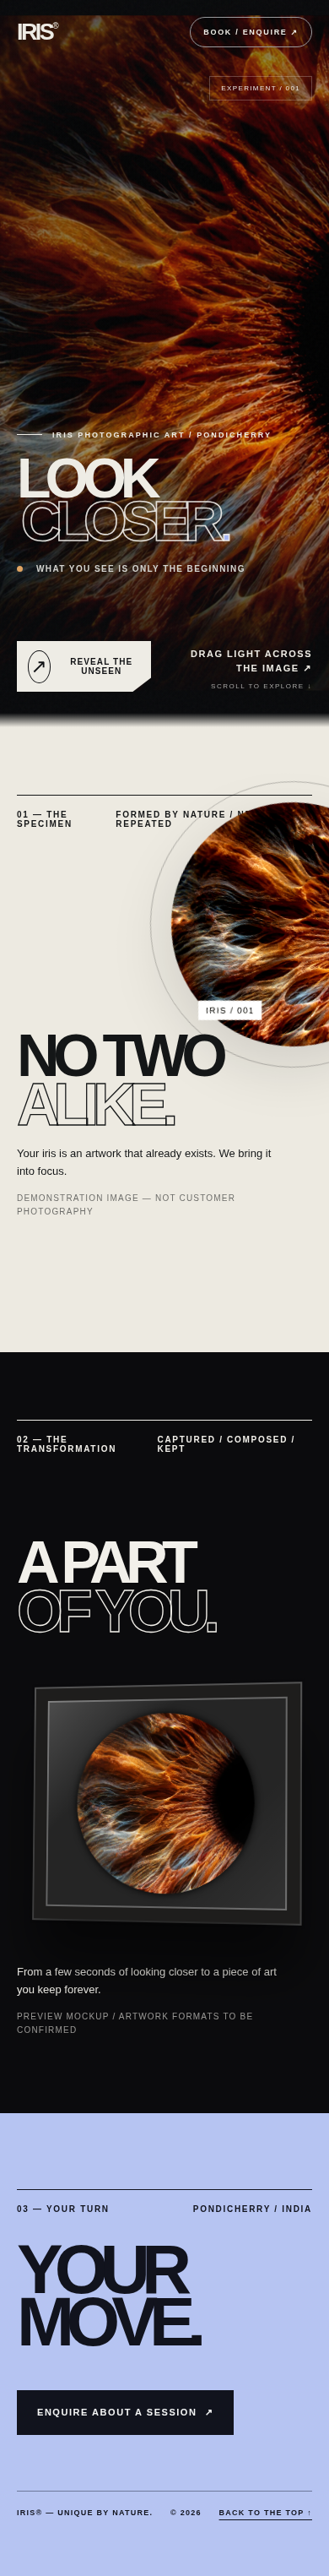 IRIS®
BOOK / ENQUIRE ↗
EXPERIMENT / 001
IRIS PHOTOGRAPHIC ART / PONDICHERRY
LOOK
CLOSER.
WHAT YOU SEE IS ONLY THE BEGINNING
REVEAL THE
UNSEEN
DRAG LIGHT ACROSS
THE IMAGE ↗
SCROLL TO EXPLORE ↓
01 — THE
SPECIMEN
FORMED BY NATURE /
REPEATED
IRIS / 001
NO TWO
ALIKE.
Your iris is an artwork that already exists. We bring it
into focus.
DEMONSTRATION IMAGE — NOT CUSTOMER
PHOTOGRAPHY
02 — THE
TRANSFORMATION
CAPTURED / COMPOSED /
KEPT
A PART
OF YOU.
From a few seconds of looking closer to a piece of art
you keep forever.
PREVIEW MOCKUP / ARTWORK FORMATS TO BE
CONFIRMED
03 — YOUR TURN
PONDICHERRY / INDIA
YOUR
MOVE.
ENQUIRE ABOUT A SESSION ↗
IRIS® — UNIQUE BY NATURE.
© 2026
BACK TO THE TOP ↑